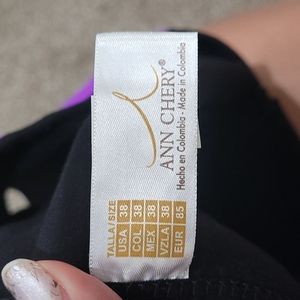 ANN CHERY®
Hecho en Colombia - Made in Colombia
TALLA/SIZE
USA 38
COL 38
MEX 38
VZLA 38
EUR 85